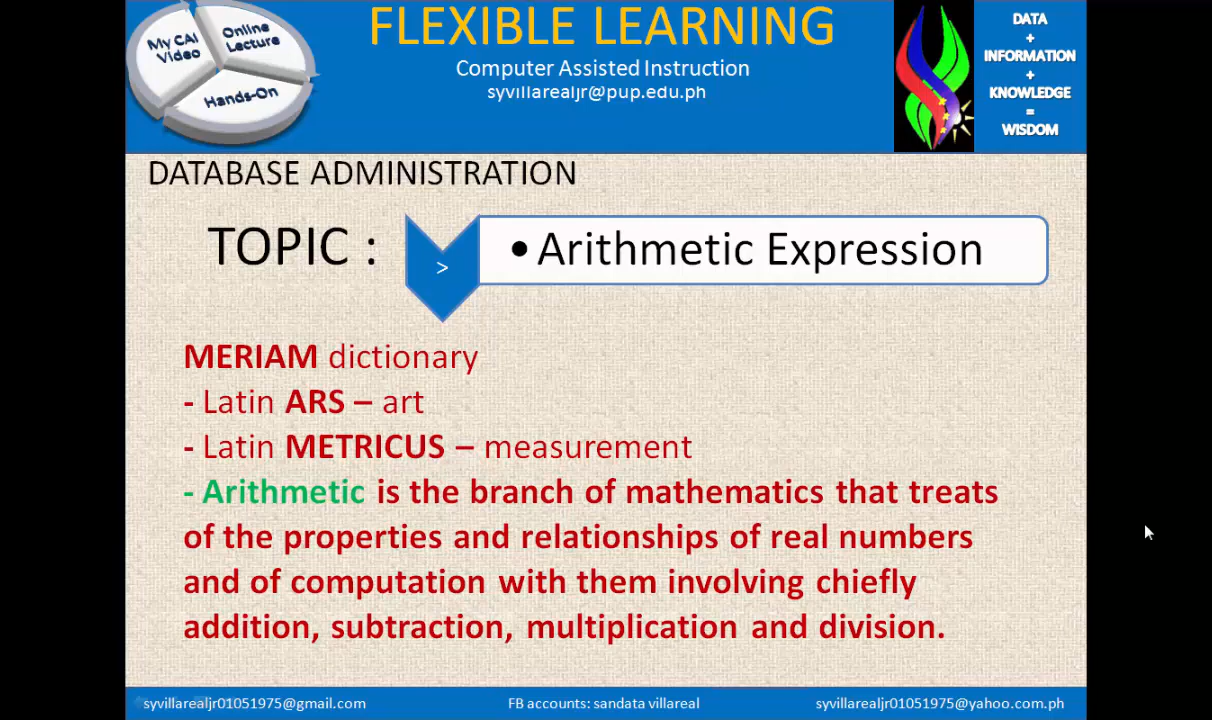 My CAI Video
Online Lecture
Hands-On
FLEXIBLE LEARNING
Computer Assisted Instruction
syvillarealjr@pup.edu.ph
DATA
+
INFORMATION
+
KNOWLEDGE
=
WISDOM
DATABASE ADMINISTRATION
TOPIC :
>
• Arithmetic Expression
MERIAM dictionary
- Latin ARS – art
- Latin METRICUS – measurement
- Arithmetic is the branch of mathematics that treats
of the properties and relationships of real numbers
and of computation with them involving chiefly
addition, subtraction, multiplication and division.
syvillarealjr01051975@gmail.com
FB accounts: sandata villareal
syvillarealjr01051975@yahoo.com.ph